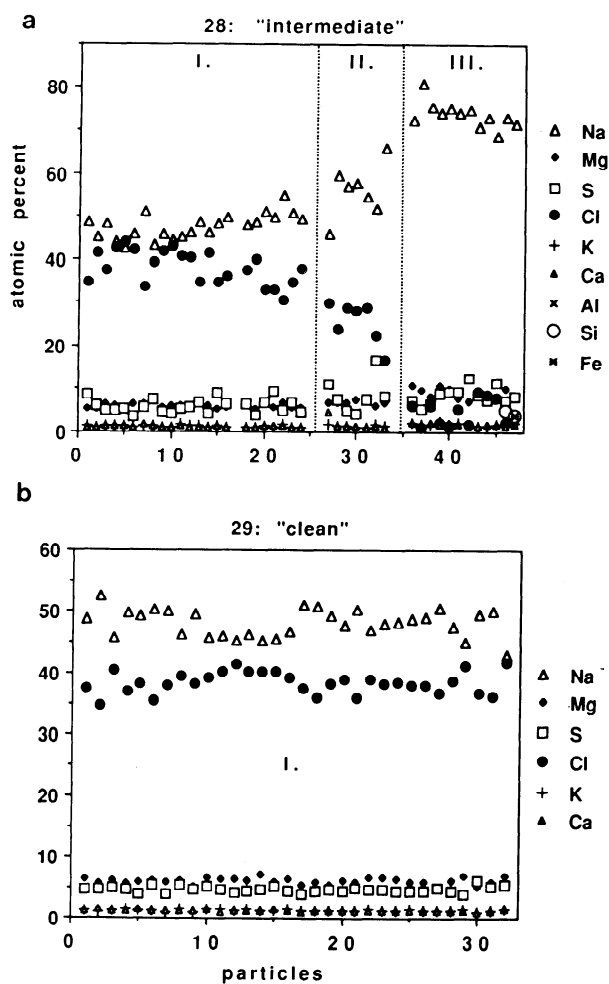 a
28: "intermediate"
I. II. III.
80
60
40
20
0
atomic percent
0 10 20 30 40
Na
Mg
S
Cl
K
Ca
Al
Si
Fe
b
29: "clean"
60
50
40
30
20
10
0
I.
0 10 20 30
particles
Na
Mg
S
Cl
K
Ca